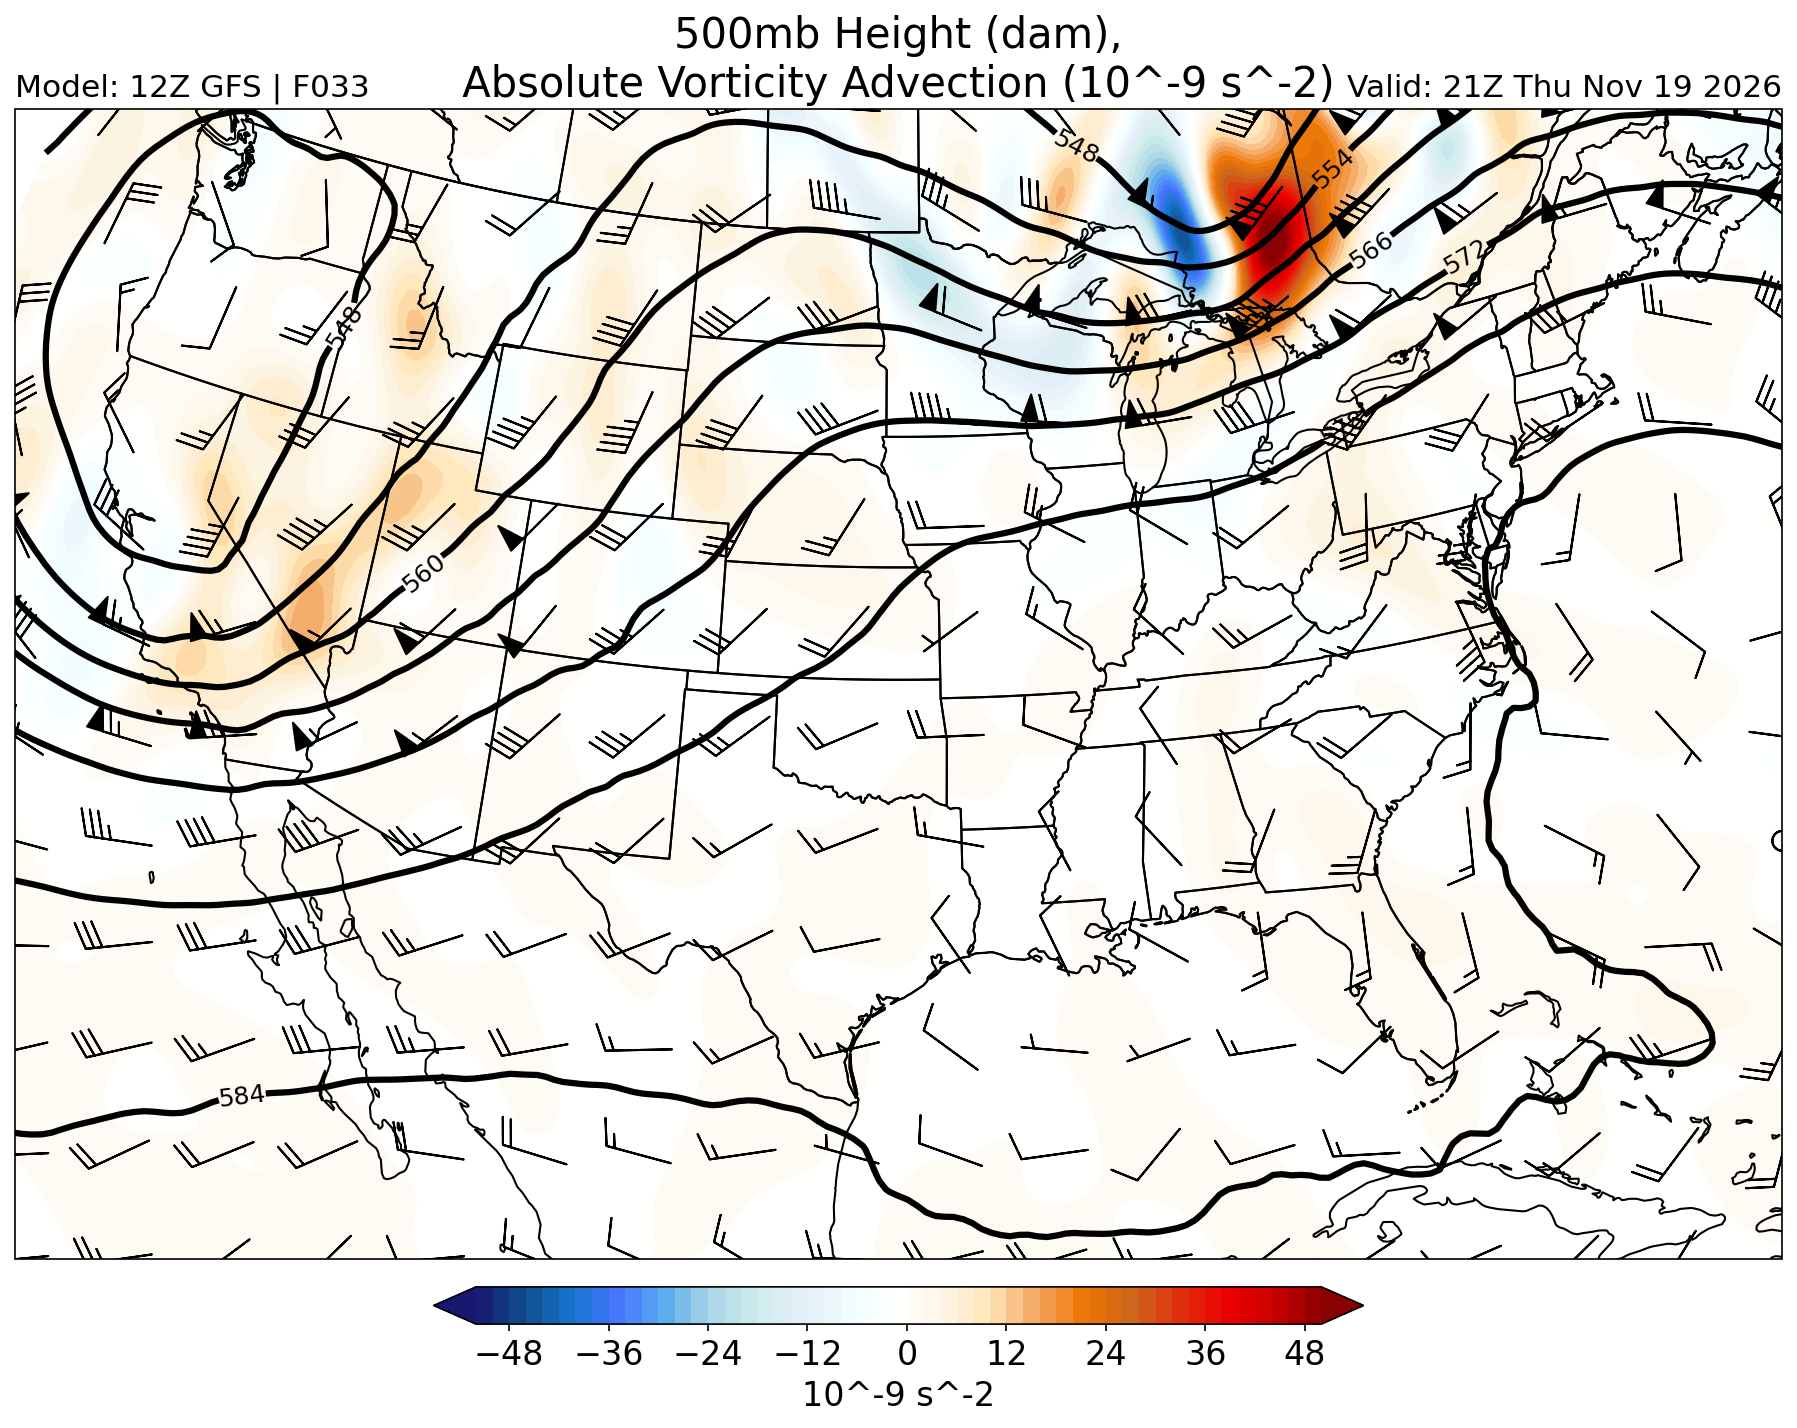 500mb Height (dam),
Model: 12Z GFS | F033
Absolute Vorticity Advection (10^-9 s^-2)
Valid: 21Z Thu Nov 19 2026
548
554
566
572
548
560
584
−48 −36 −24 −12 0 12 24 36 48
10^-9 s^-2